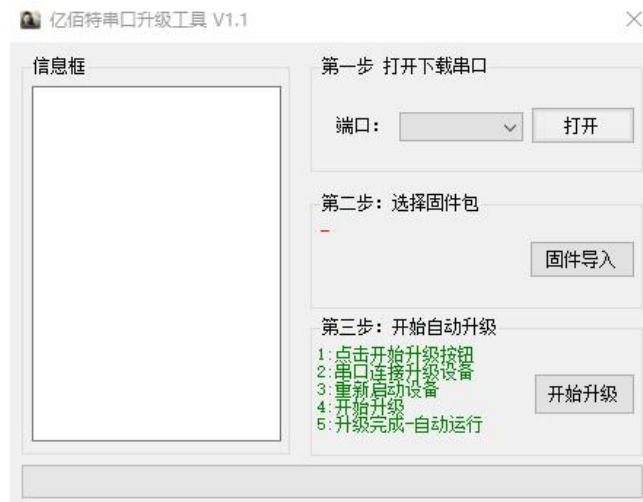 亿佰特串口升级工具 V1.1
信息框
第一步 打开下载串口
端口：
打开
第二步：选择固件包
-
固件导入
第三步：开始自动升级
1:点击开始升级按钮
2:串口连接升级设备
3:重新启动设备
4:开始升级
5:升级完成-自动运行
开始升级